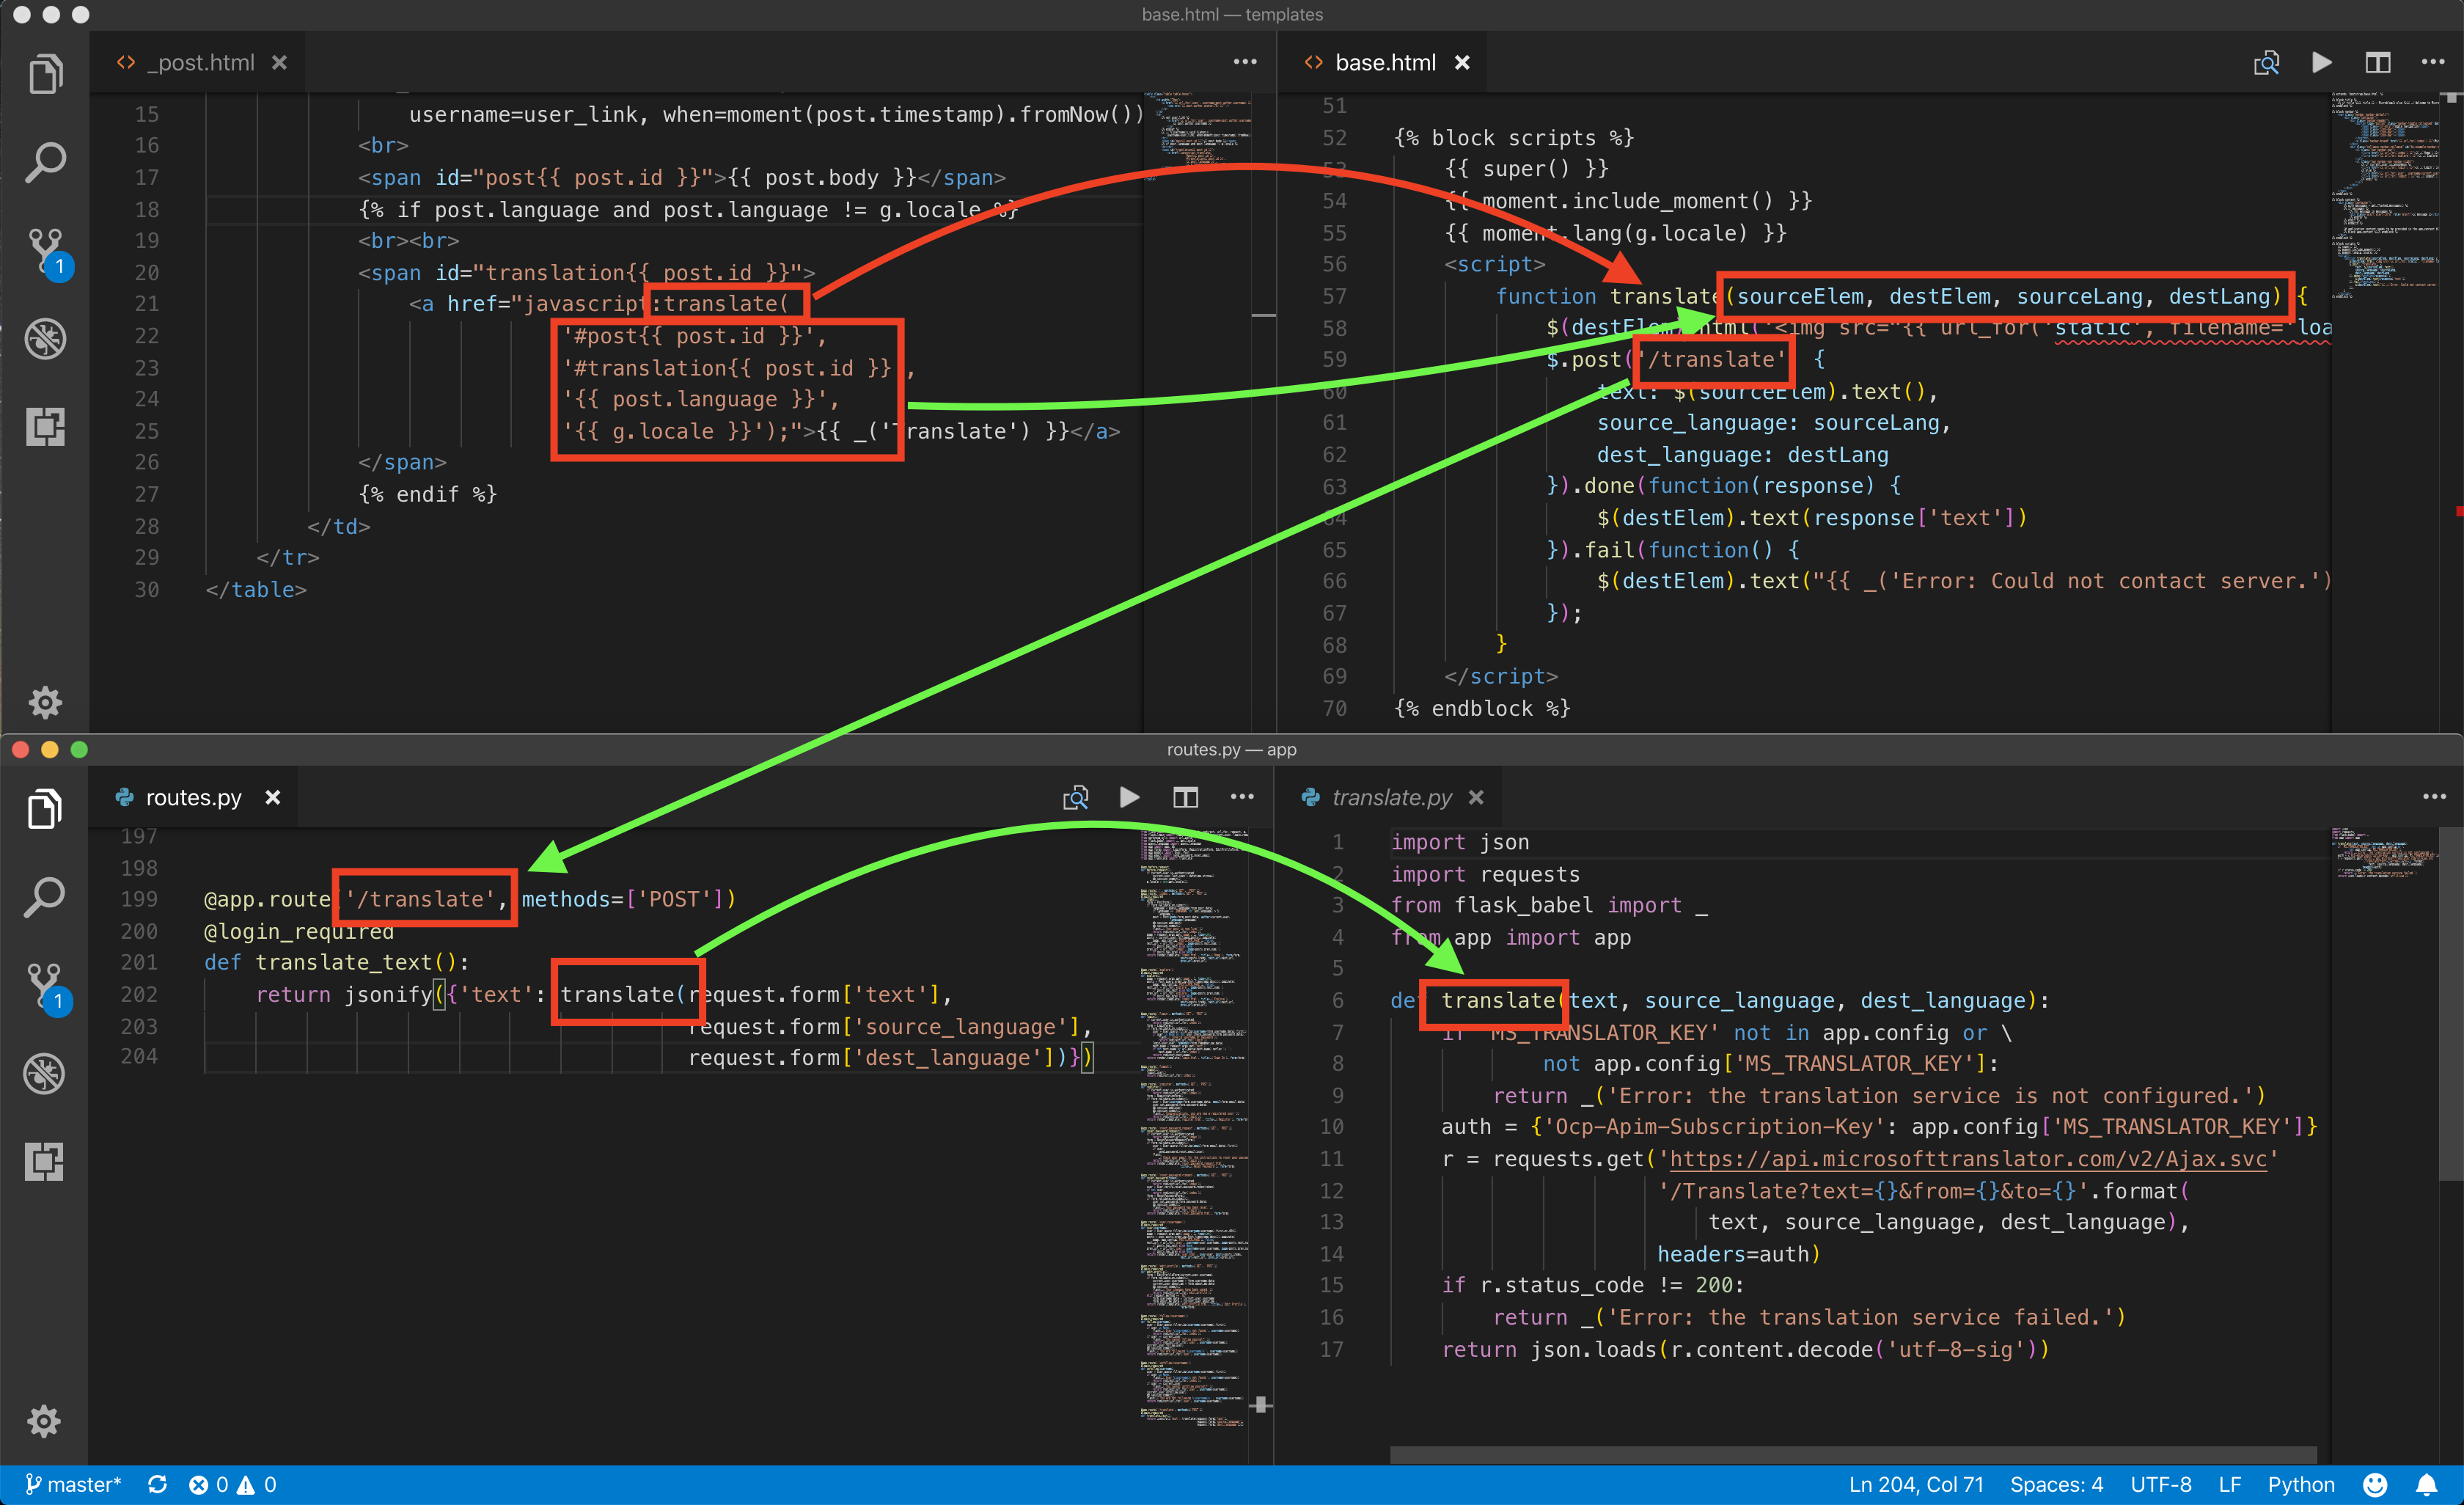 base.html — templates
_post.html
15 username=user_link, when=moment(post.timestamp).fromNow())
16 <br>
17 <span id="post{{ post.id }}">{{ post.body }}</span>
18 {% if post.language and post.language != g.locale %}
19 <br><br>
20 <span id="translation{{ post.id }}">
21 <a href="javascript:translate(
22 '#post{{ post.id }}',
23 '#translation{{ post.id }}',
24 '{{ post.language }}',
25 '{{ g.locale }}');">{{ _('Translate') }}</a>
26 </span>
27 {% endif %}
28 </td>
29 </tr>
30 </table>
1
base.html
51
52 {% block scripts %}
53 {{ super() }}
54 {{ moment.include_moment() }}
55 {{ moment.lang(g.locale) }}
56 <script>
57 function translate(sourceElem, destElem, sourceLang, destLang) {
58 $(destElem).html('<img src="{{ url_for('static', filename='loa
59 $.post('/translate', {
60 text: $(sourceElem).text(),
61 source_language: sourceLang,
62 dest_language: destLang
63 }).done(function(response) {
64 $(destElem).text(response['text'])
65 }).fail(function() {
66 $(destElem).text("{{ _('Error: Could not contact server.')
67 });
68 }
69 </script>
70 {% endblock %}
routes.py — app
routes.py
197
198
199 @app.route('/translate', methods=['POST'])
200 @login_required
201 def translate_text():
202 return jsonify({'text': translate(request.form['text'],
203 request.form['source_language'],
204 request.form['dest_language'])})
1
translate.py
1 import json
2 import requests
3 from flask_babel import _
4 from app import app
5
6 def translate(text, source_language, dest_language):
7 if 'MS_TRANSLATOR_KEY' not in app.config or \
8 not app.config['MS_TRANSLATOR_KEY']:
9 return _('Error: the translation service is not configured.')
10 auth = {'Ocp-Apim-Subscription-Key': app.config['MS_TRANSLATOR_KEY']}
11 r = requests.get('https://api.microsofttranslator.com/v2/Ajax.svc'
12 '/Translate?text={}&from={}&to={}'.format(
13 text, source_language, dest_language),
14 headers=auth)
15 if r.status_code != 200:
16 return _('Error: the translation service failed.')
17 return json.loads(r.content.decode('utf-8-sig'))
master* 0 0 Ln 204, Col 71 Spaces: 4 UTF-8 LF Python